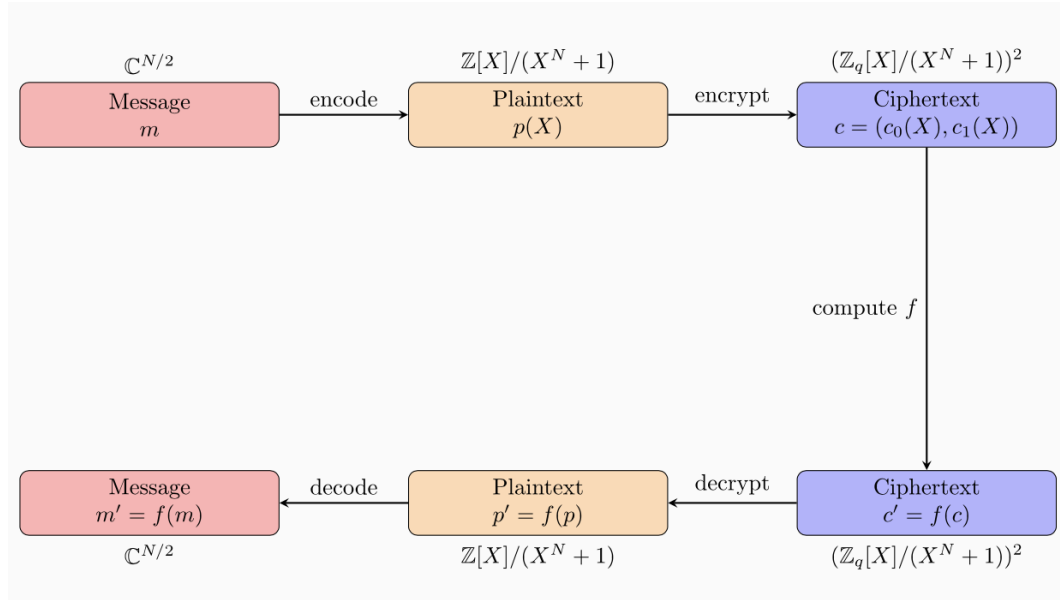 ℂ^{N/2}
ℤ[X]/(X^N + 1)
(ℤ_q[X]/(X^N + 1))^2
Message
m
encode
Plaintext
p(X)
encrypt
Ciphertext
c = (c_0(X), c_1(X))
compute f
Message
m′ = f(m)
decode
Plaintext
p′ = f(p)
decrypt
Ciphertext
c′ = f(c)
ℂ^{N/2}
ℤ[X]/(X^N + 1)
(ℤ_q[X]/(X^N + 1))^2